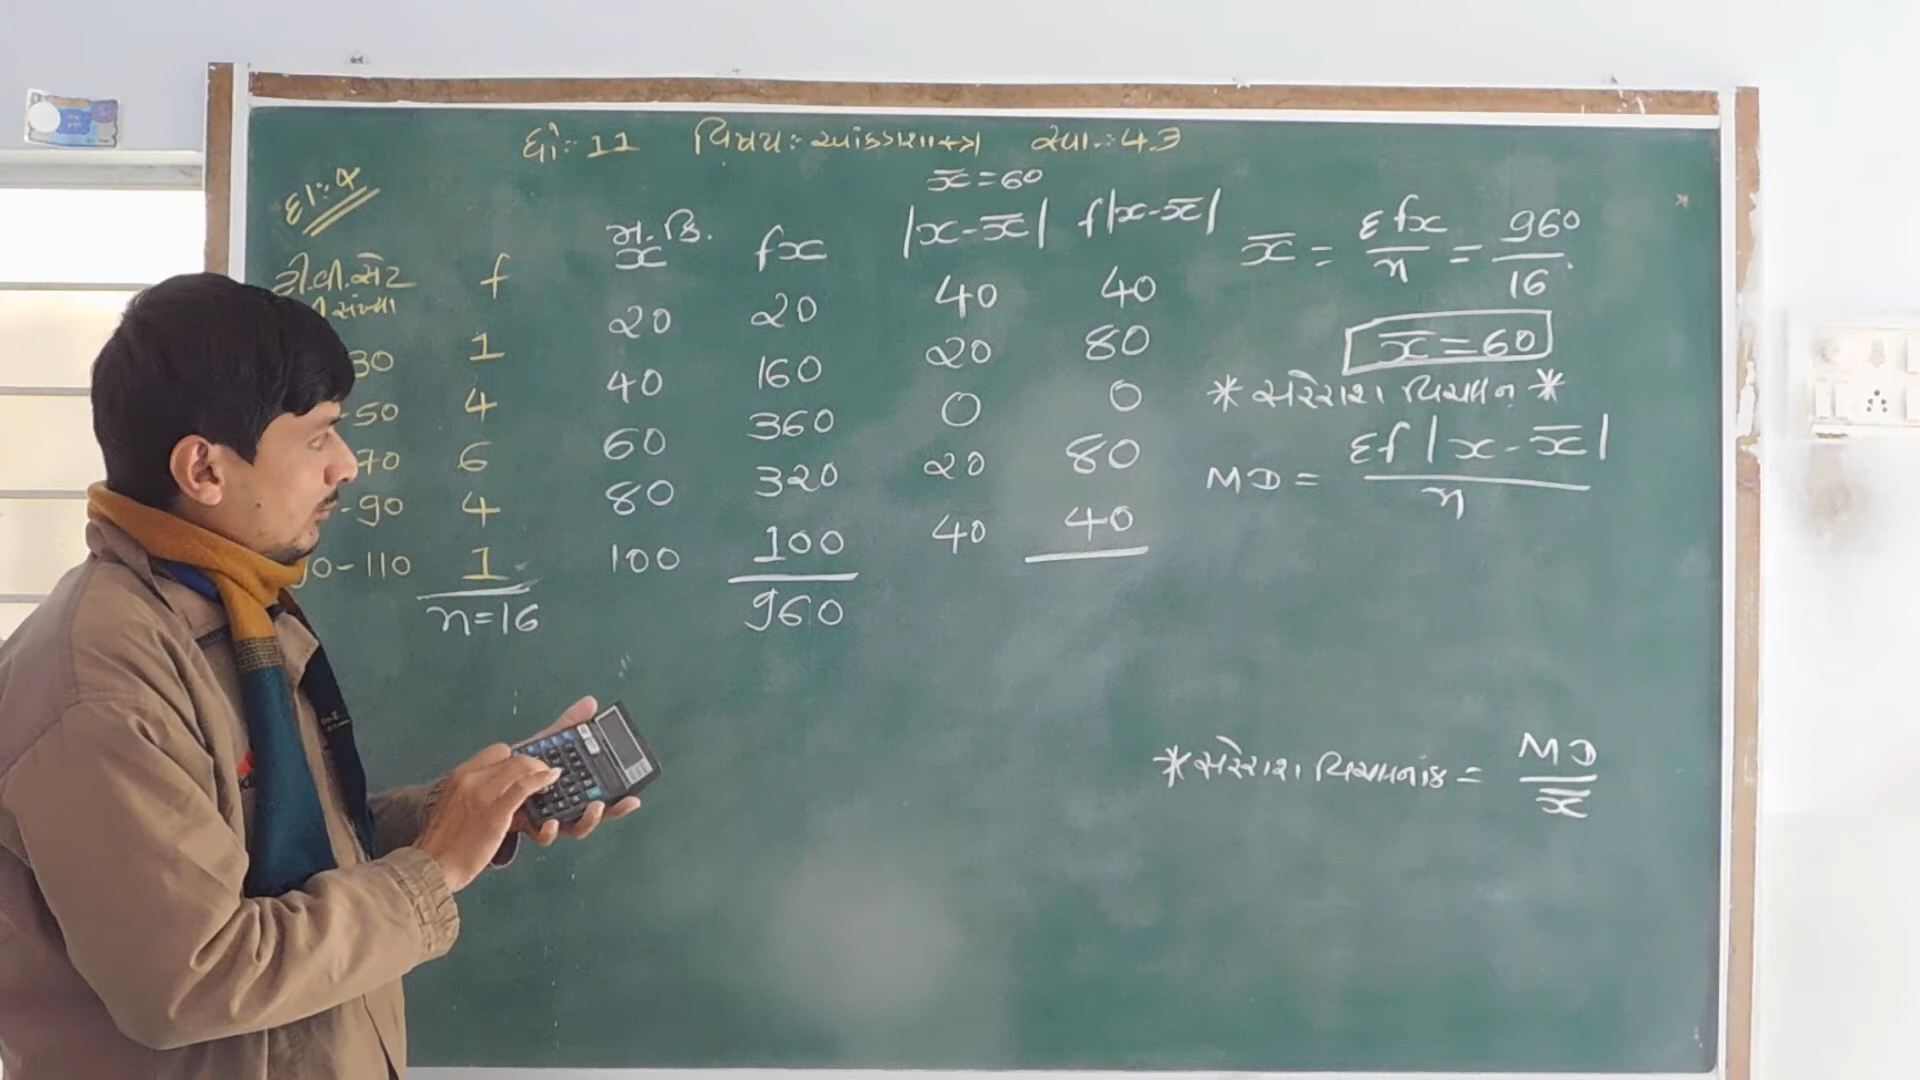 ધો:- 11 વિષય:- આંકડાશાસ્ત્ર સ્વા.:- 4.3
દા:- 4
x̄ = 60
ટી.વી.સેટ f મ.કિ. x fx |x-x̄| f|x-x̄|
સંખ્યા
30 1 20 20 40 40
-50 4 40 160 20 80
70 6 60 360 0 0
-90 4 80 320 20 80
0-110 1 100 100 40 40
n=16 960
x̄ = Σfx / n = 960 / 16
x̄ = 60
* સરેરાશ વિચલન *
MD = Σf|x-x̄| / n
* સરેરાશ વિચલનાંક = MD / x̄